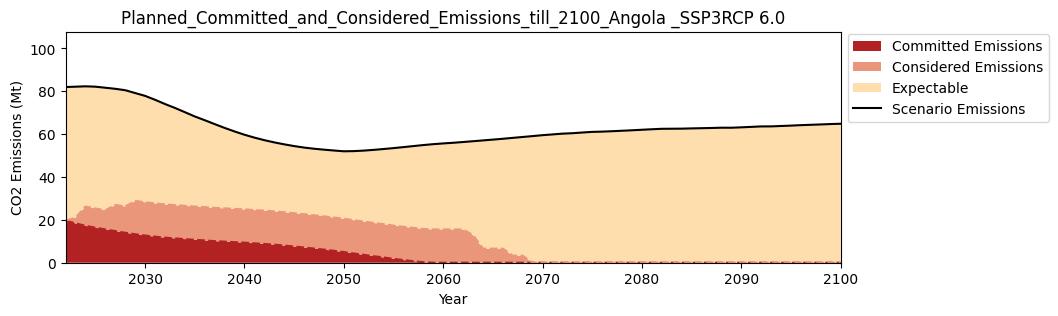 Planned_Committed_and_Considered_Emissions_till_2100_Angola _SSP3RCP 6.0
Committed Emissions
Considered Emissions
Expectable
Scenario Emissions
CO2 Emissions (Mt)
100
80
60
40
20
0
2030 2040 2050 2060 2070 2080 2090 2100
Year